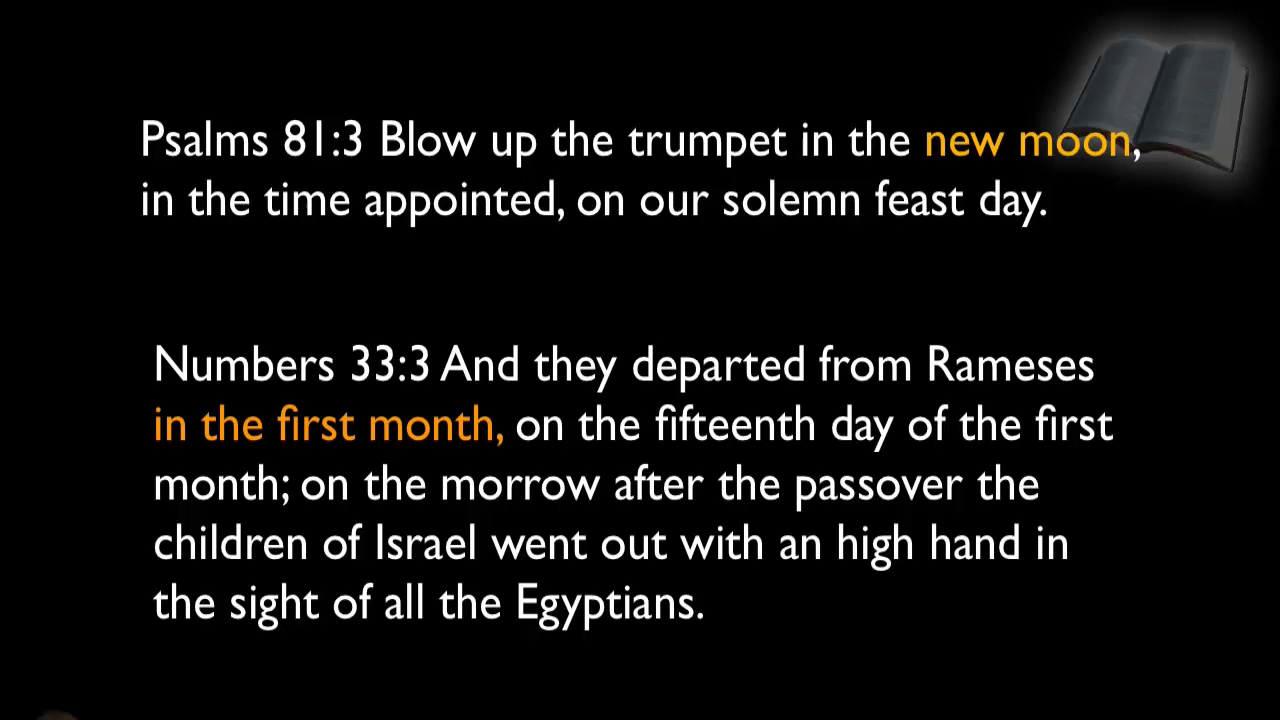 Psalms 81:3 Blow up the trumpet in the new moon,
in the time appointed, on our solemn feast day.
Numbers 33:3 And they departed from Rameses
in the first month, on the fifteenth day of the first
month; on the morrow after the passover the
children of Israel went out with an high hand in
the sight of all the Egyptians.